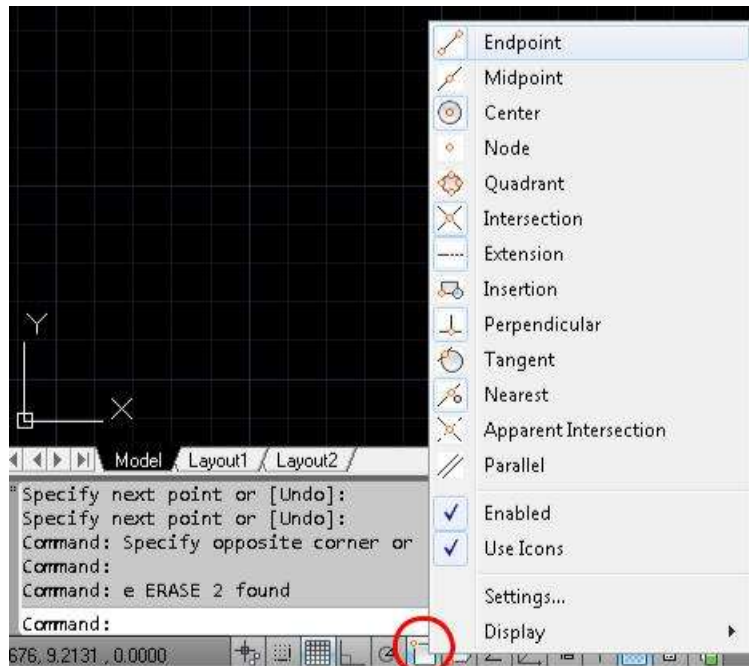 Endpoint
Midpoint
Center
Node
Quadrant
Intersection
Extension
Insertion
Perpendicular
Tangent
Nearest
Apparent Intersection
Parallel
Enabled
Use Icons
Settings...
Display
Y
X
Model Layout1 Layout2
Specify next point or [Undo]:
Specify next point or [Undo]:
Command: Specify opposite corner or
Command:
Command: e ERASE 2 found
Command:
676, 9.2131 , 0.0000